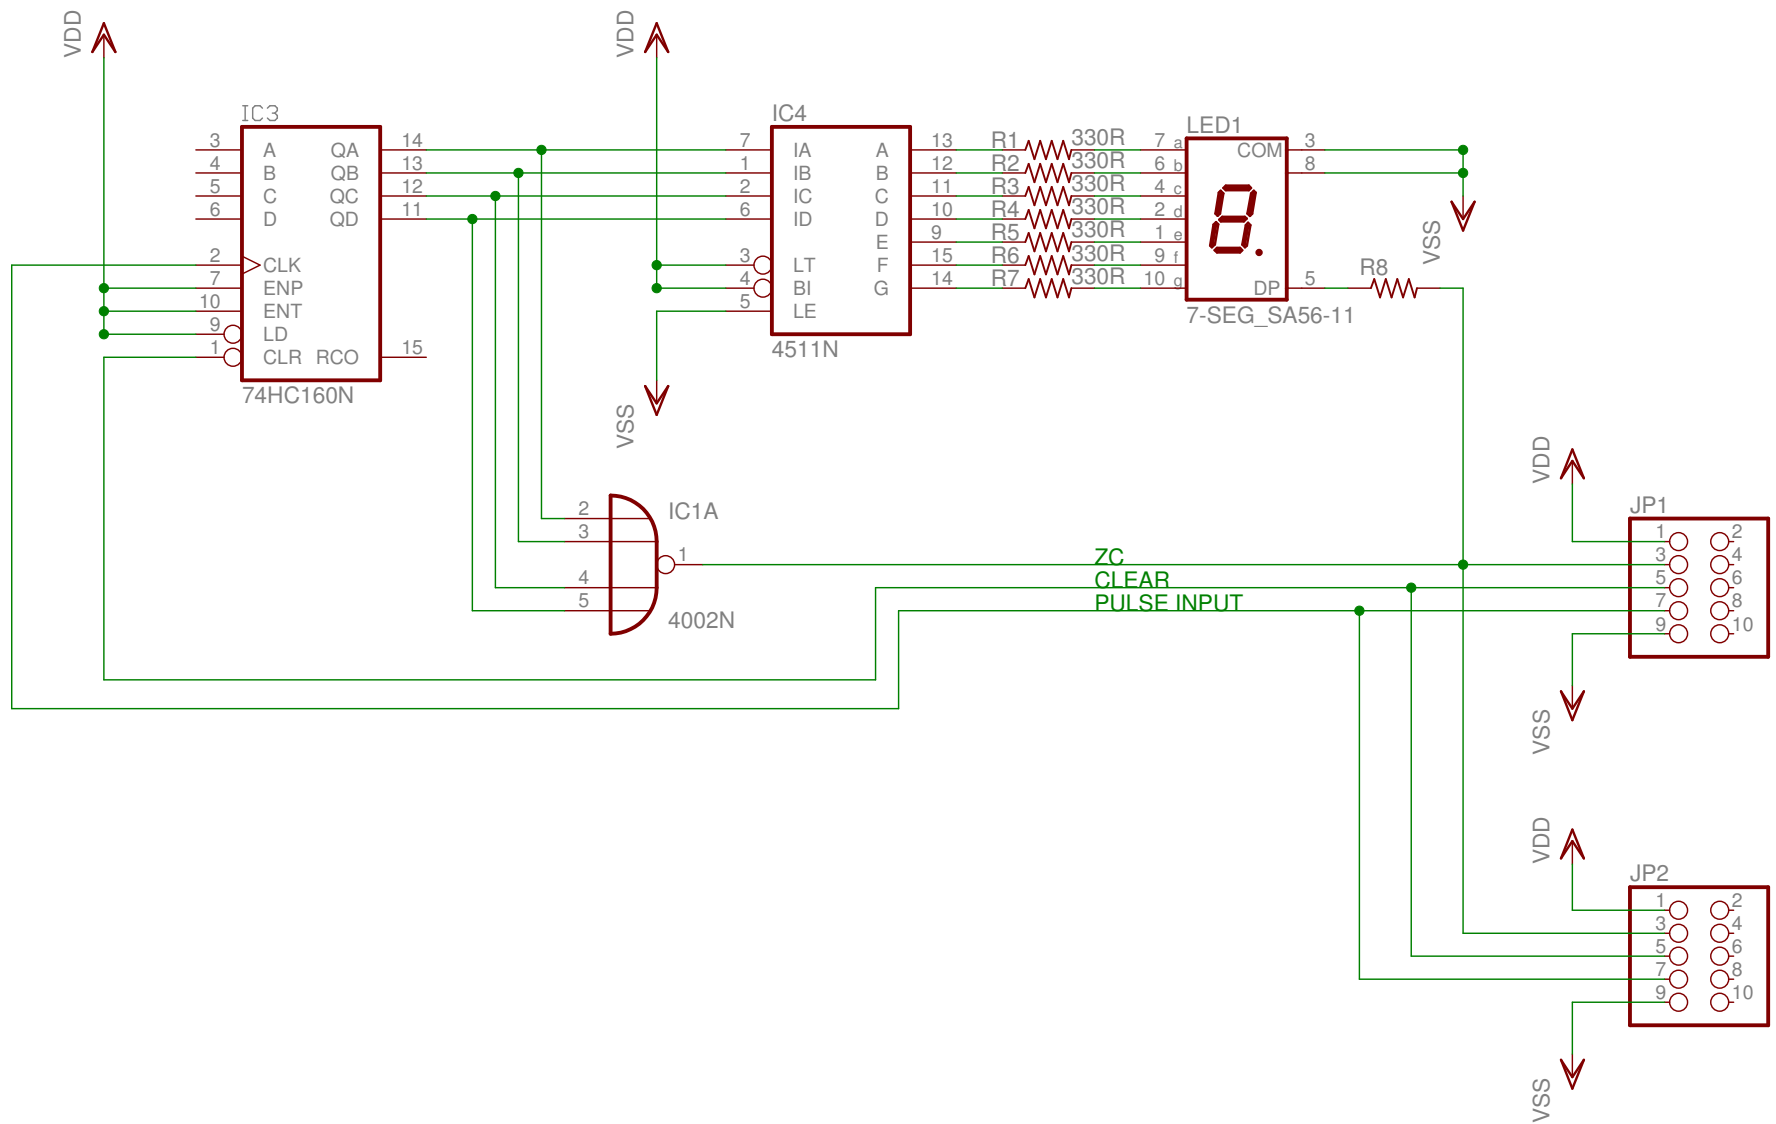 VDD
VDD
IC3
3 A QA 14
4 B QB 13
5 C QC 12
6 D QD 11
2 CLK
7 ENP
10 ENT
9 LD
1 CLR RCO 15
74HC160N
IC4
7 IA A 13
1 IB B 12
2 IC C 11
6 ID D 10
E 9
3 LT F 15
4 BI G 14
5 LE
4511N
VSS
R1 330R
R2 330R
R3 330R
R4 330R
R5 330R
R6 330R
R7 330R
LED1
7 a COM 3
6 b 8
4 c
2 d
1 e
9 f
10 g DP 5
7-SEG_SA56-11
VSS
R8
IC1A
2
3
4
5
1
4002N
ZC
CLEAR
PULSE INPUT
VDD
JP1
1 2
3 4
5 6
7 8
9 10
VSS
VDD
JP2
1 2
3 4
5 6
7 8
9 10
VSS